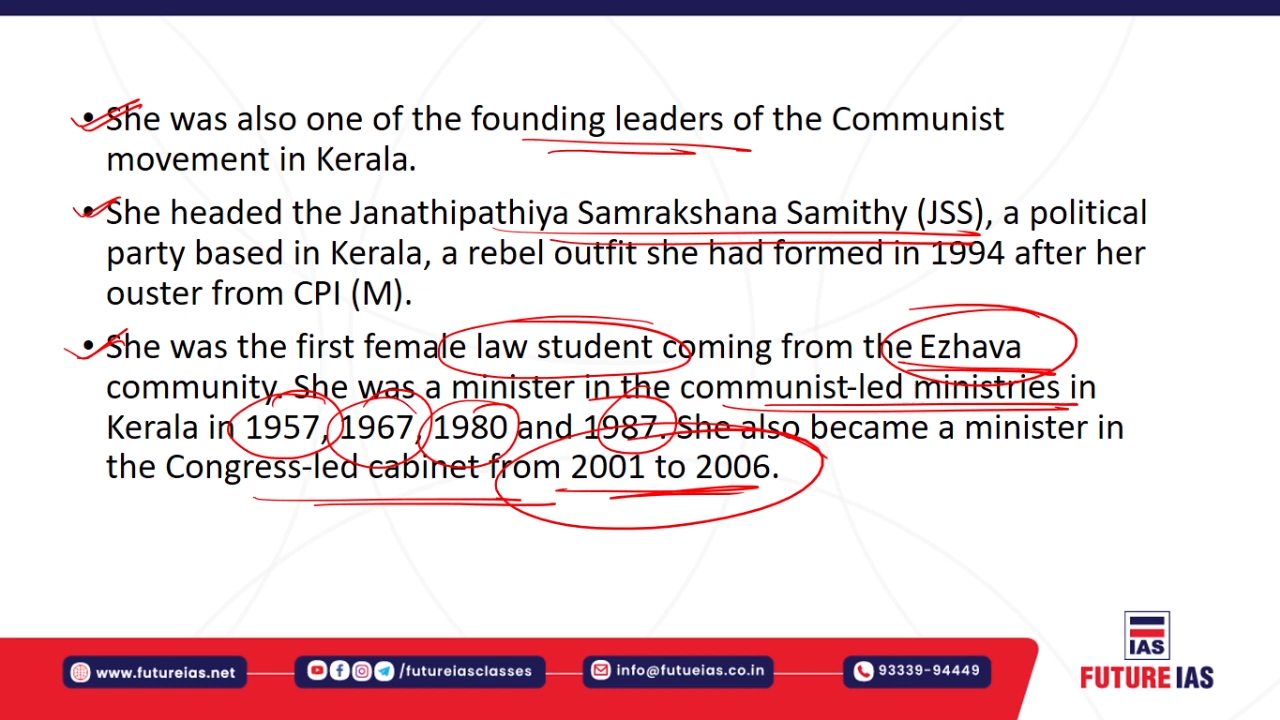 • She was also one of the founding leaders of the Communist
movement in Kerala.
• She headed the Janathipathiya Samrakshana Samithy (JSS), a political
party based in Kerala, a rebel outfit she had formed in 1994 after her
ouster from CPI (M).
• She was the first female law student coming from the Ezhava
community. She was a minister in the communist-led ministries in
Kerala in 1957, 1967, 1980 and 1987. She also became a minister in
the Congress-led cabinet from 2001 to 2006.
IAS
FUTURE IAS
www.futureias.net
/futureiasclasses
info@futueias.co.in
93339-94449